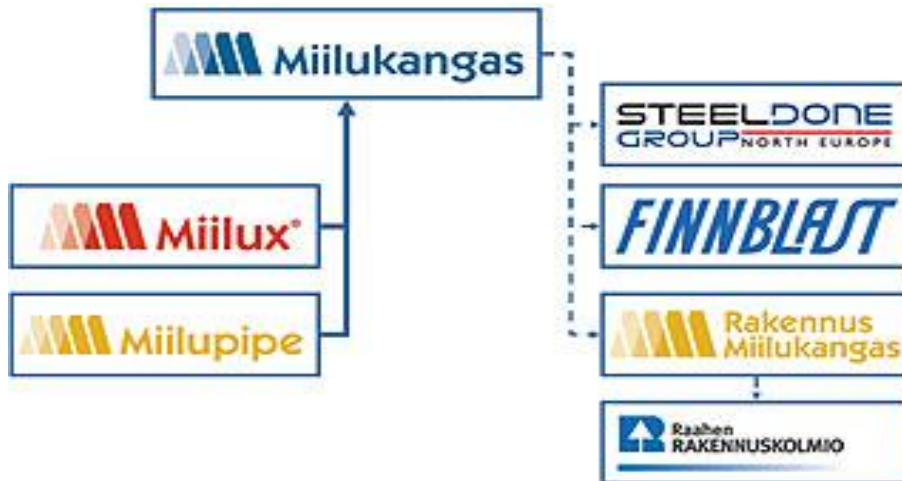 Miilukangas
STEELDONE
GROUP NORTH EUROPE
Miilux®
FINNBLAST
Miilupipe
Rakennus
Miilukangas
Raahen
RAKENNUSKOLMIO